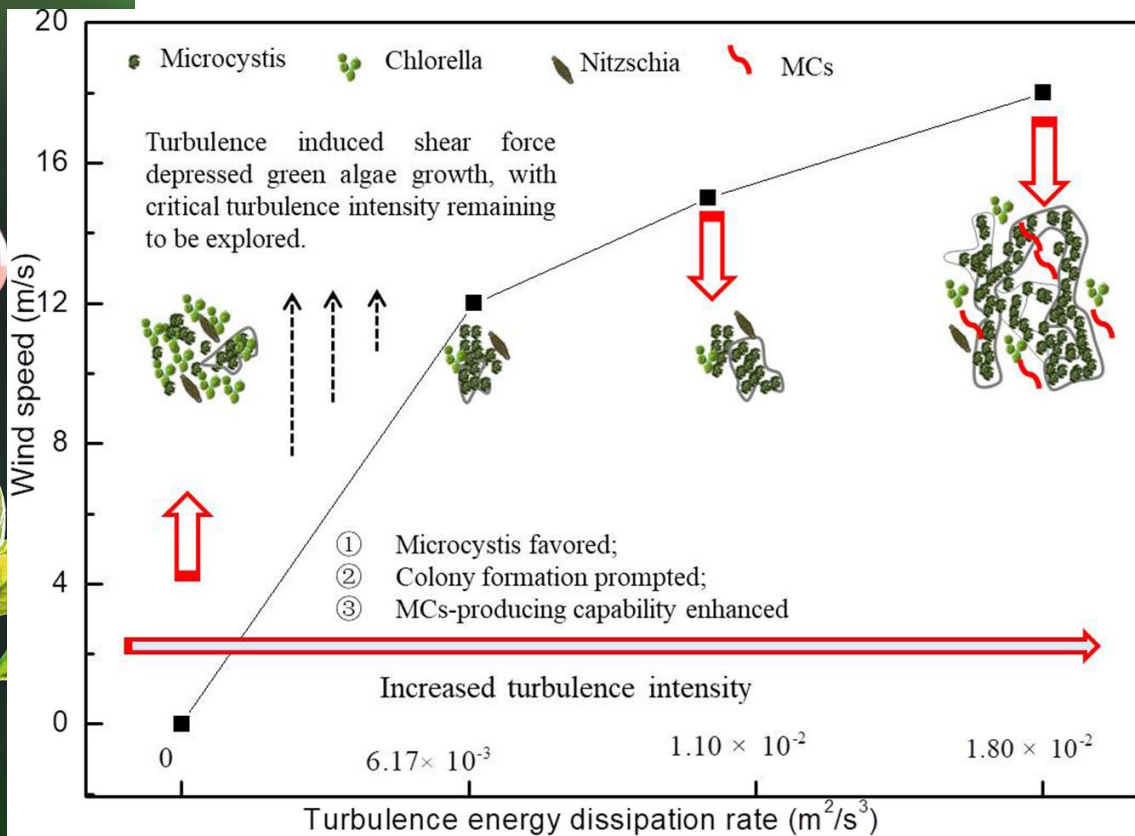 20
Microcystis
Chlorella
Nitzschia
MCs
Turbulence induced shear force
depressed green algae growth, with
critical turbulence intensity remaining
to be explored.
16
12
8
4
0
Wind speed (m/s)
① Microcystis favored;
② Colony formation prompted;
③ MCs-producing capability enhanced
Increased turbulence intensity
0
6.17× 10⁻³
1.10 × 10⁻²
1.80 × 10⁻²
Turbulence energy dissipation rate (m²/s³)